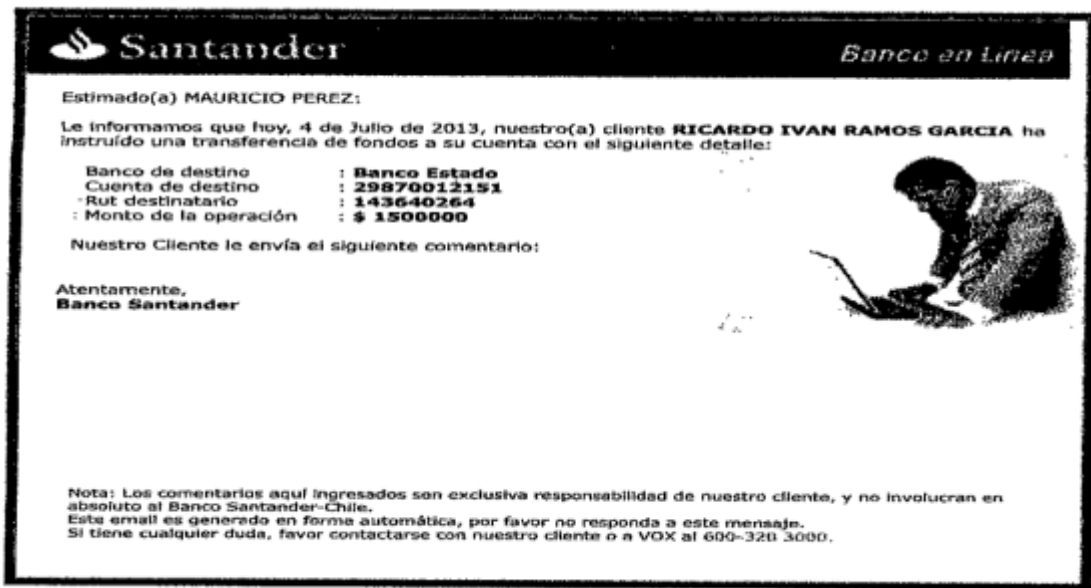 Santander
Banco en Linea
Estimado(a) MAURICIO PEREZ:
Le informamos que hoy, 4 de Julio de 2013, nuestro(a) cliente RICARDO IVAN RAMOS GARCIA ha
instruído una transferencia de fondos a su cuenta con el siguiente detalle:
Banco de destino : Banco Estado
Cuenta de destino : 29870012151
Rut destinatario : 143640264
Monto de la operación : $ 1500000
Nuestro Cliente le envía el siguiente comentario:
Atentamente,
Banco Santander
Nota: Los comentarios aquí ingresados son exclusiva responsabilidad de nuestro cliente, y no involucran en
absoluto al Banco Santander-Chile.
Este email es generado en forma automática, por favor no responda a este mensaje.
Si tiene cualquier duda, favor contactarse con nuestro cliente o a VOX al 600-320 3000.